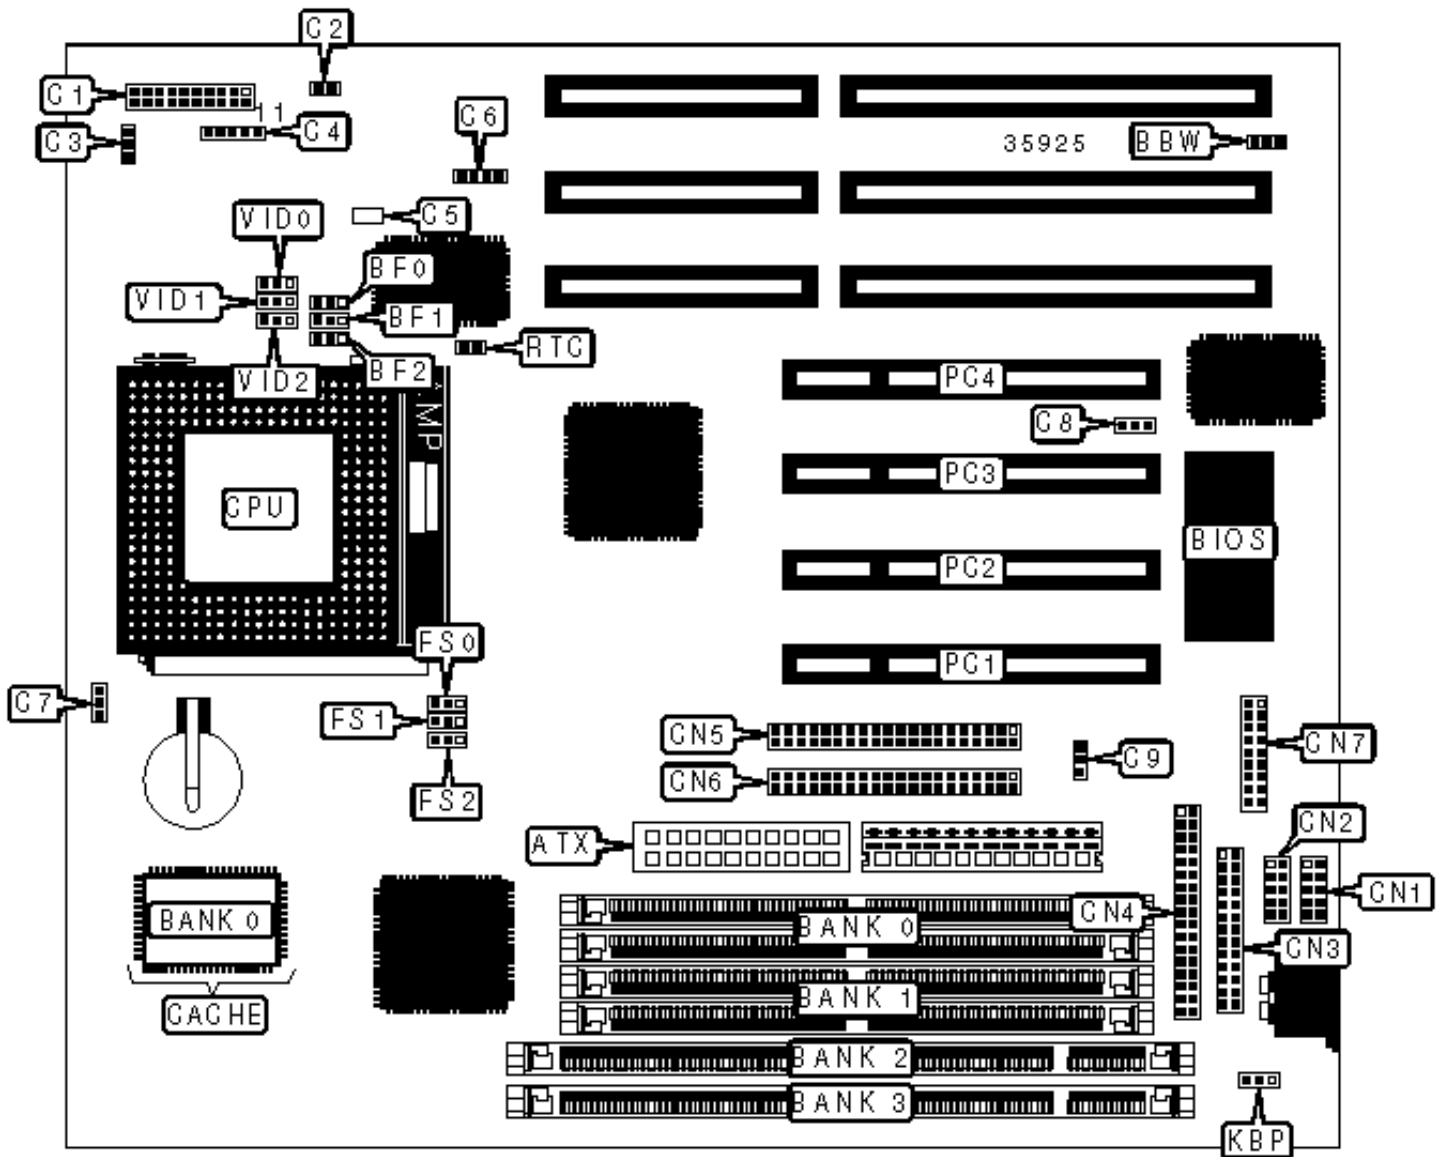 C2
C1
11
C4
C3
C6
35925
BBW
VID0
C5
BF0
VID1
BF1
RTC
BF2
VID2
PC4
MP
C8
CPU
PC3
BIOS
PC2
FS0
PC1
C7
FS1
CN5
CN7
C9
CN6
FS2
CN2
ATX
CN1
CN4
BANK 0
BANK 0
CN3
BANK 1
CACHE
BANK 2
BANK 3
KBP